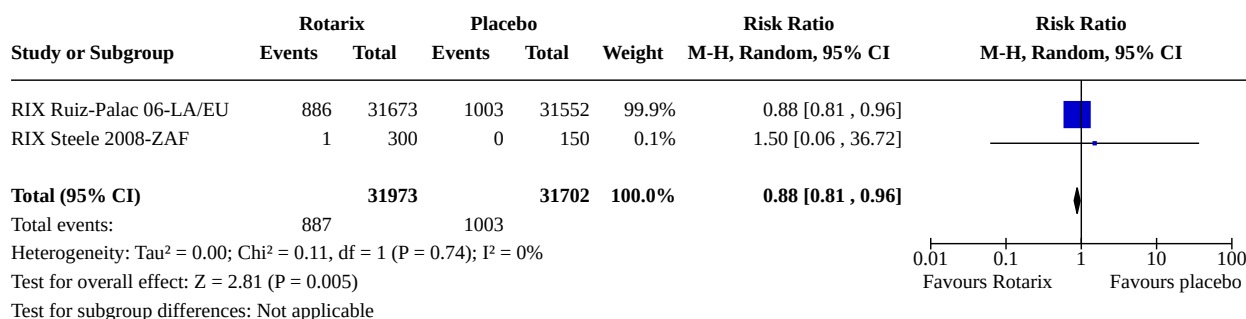 Rotarix Placebo Risk Ratio Risk Ratio
Study or Subgroup Events Total Events Total Weight M-H, Random, 95% CI M-H, Random, 95% CI
RIX Ruiz-Palac 06-LA/EU 886 31673 1003 31552 99.9% 0.88 [0.81 , 0.96]
RIX Steele 2008-ZAF 1 300 0 150 0.1% 1.50 [0.06 , 36.72]
Total (95% CI) 31973 31702 100.0% 0.88 [0.81 , 0.96]
Total events: 887 1003
Heterogeneity: Tau² = 0.00; Chi² = 0.11, df = 1 (P = 0.74); I² = 0%
0.01 0.1 1 10 100
Test for overall effect: Z = 2.81 (P = 0.005) Favours Rotarix Favours placebo
Test for subgroup differences: Not applicable